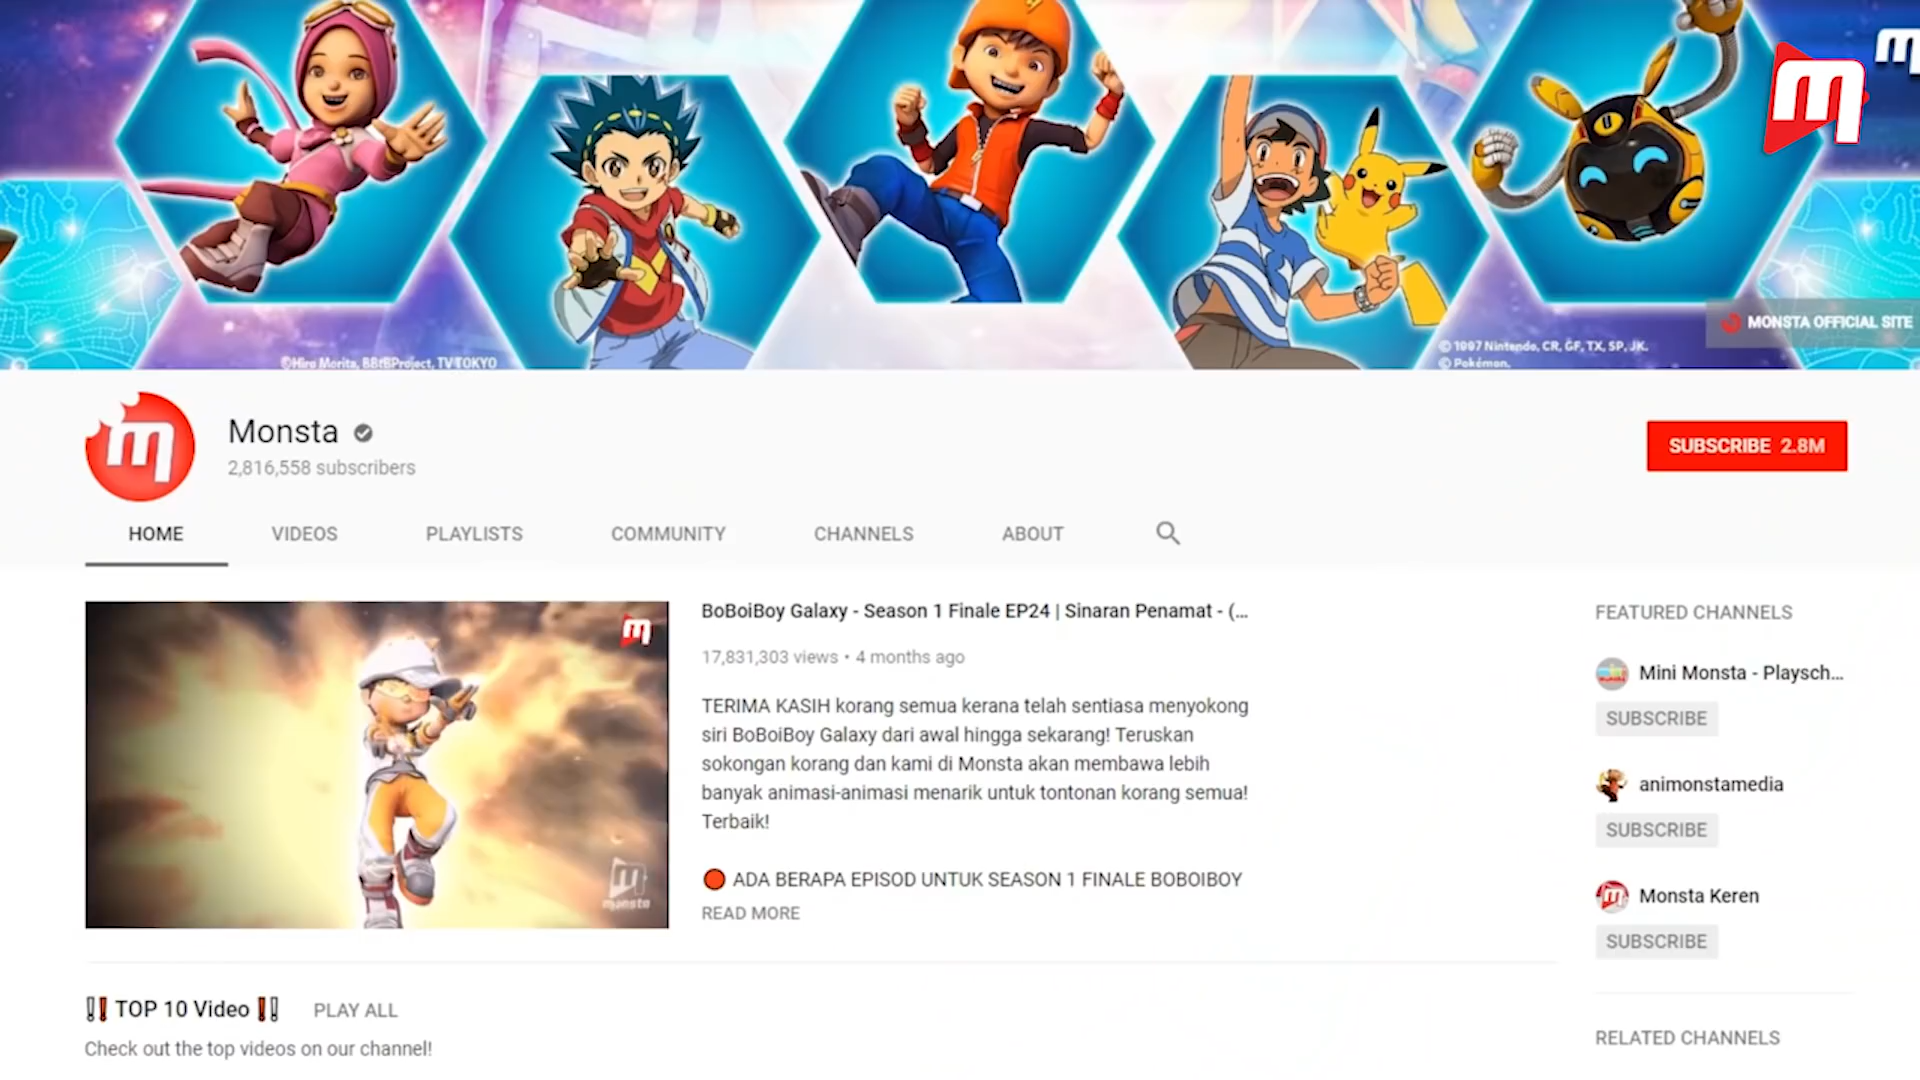 m
m
MONSTA OFFICIAL SITE
©Hiro Morita, BBtBProject, TV TOKYO
© 1997 Nintendo, CR, GF, TX, SP, JK.
© Pokémon.
m
Monsta
2,816,558 subscribers
SUBSCRIBE 2.8M
HOME VIDEOS PLAYLISTS COMMUNITY CHANNELS ABOUT
m
m
monsta
BoBoiBoy Galaxy - Season 1 Finale EP24 | Sinaran Penamat - (...
17,831,303 views • 4 months ago
TERIMA KASIH korang semua kerana telah sentiasa menyokong
siri BoBoiBoy Galaxy dari awal hingga sekarang! Teruskan
sokongan korang dan kami di Monsta akan membawa lebih
banyak animasi-animasi menarik untuk tontonan korang semua!
Terbaik!
ADA BERAPA EPISOD UNTUK SEASON 1 FINALE BOBOIBOY
READ MORE
FEATURED CHANNELS
Mini Monsta - Playsch...
SUBSCRIBE
animonstamedia
SUBSCRIBE
m
Monsta Keren
SUBSCRIBE
RELATED CHANNELS
‼ TOP 10 Video ‼ PLAY ALL
Check out the top videos on our channel!